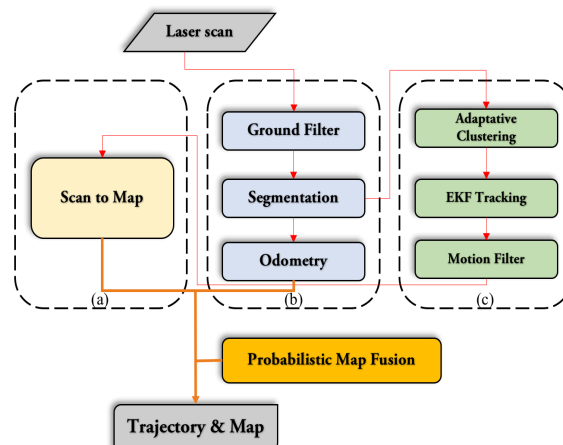 Laser scan
Ground Filter
Segmentation
Odometry
Scan to Map
Adaptative
Clustering
EKF Tracking
Motion Filter
(a)
(b)
(c)
Probabilistic Map Fusion
Trajectory & Map